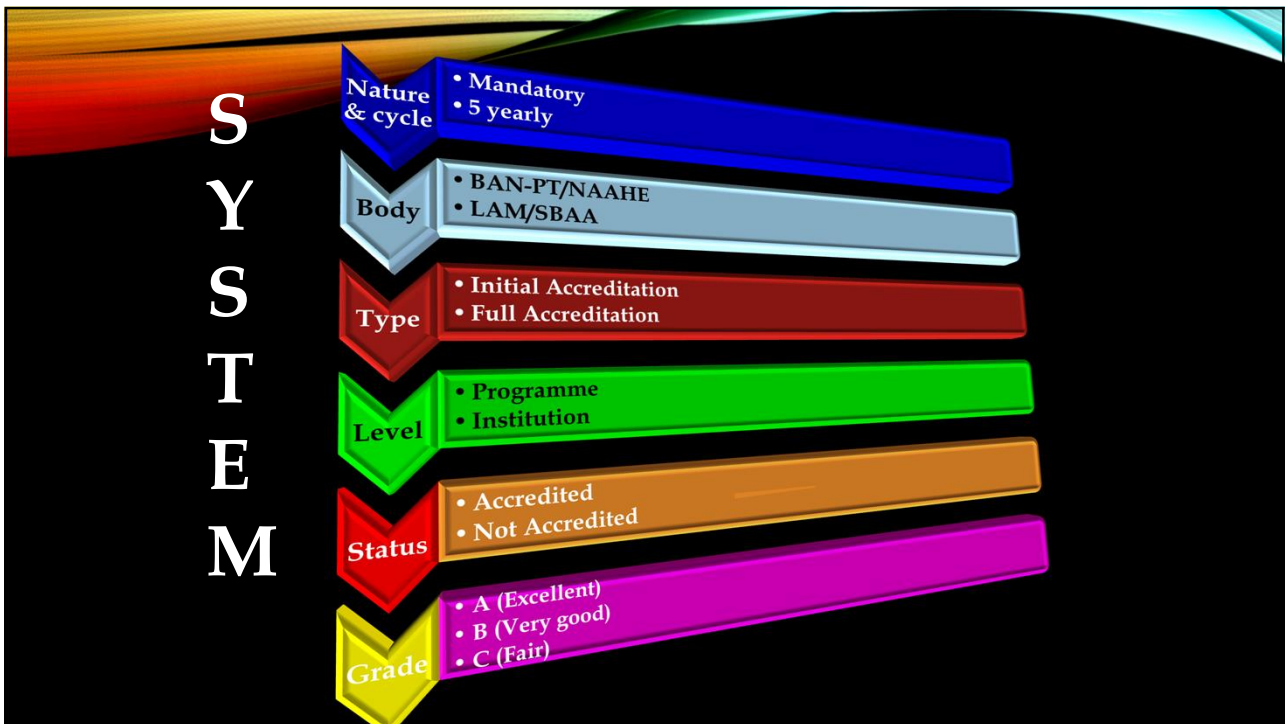 SYSTEM
Nature
& cycle
• Mandatory
• 5 yearly
Body
• BAN-PT/NAAHE
• LAM/SBAA
Type
• Initial Accreditation
• Full Accreditation
Level
• Programme
• Institution
Status
• Accredited
• Not Accredited
Grade
• A (Excellent)
• B (Very good)
• C (Fair)